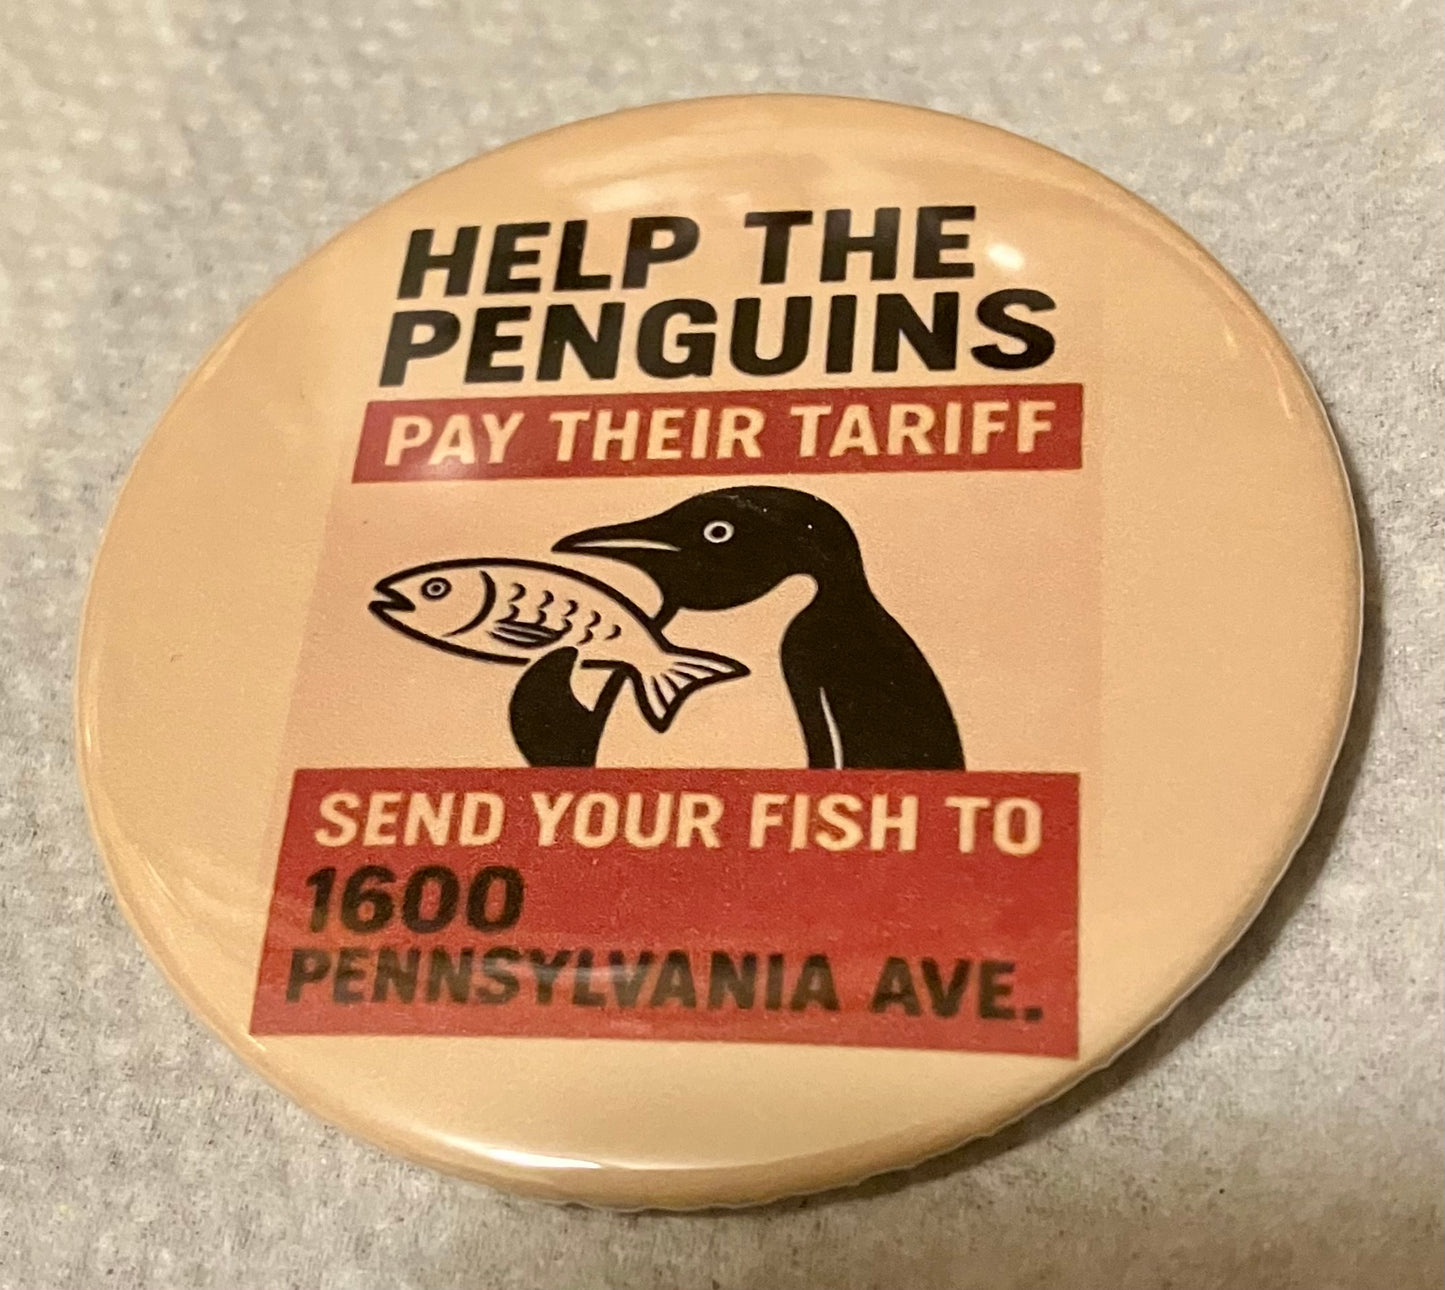 HELP THE
PENGUINS
PAY THEIR TARIFF
SEND YOUR FISH TO
1600
PENNSYLVANIA AVE.